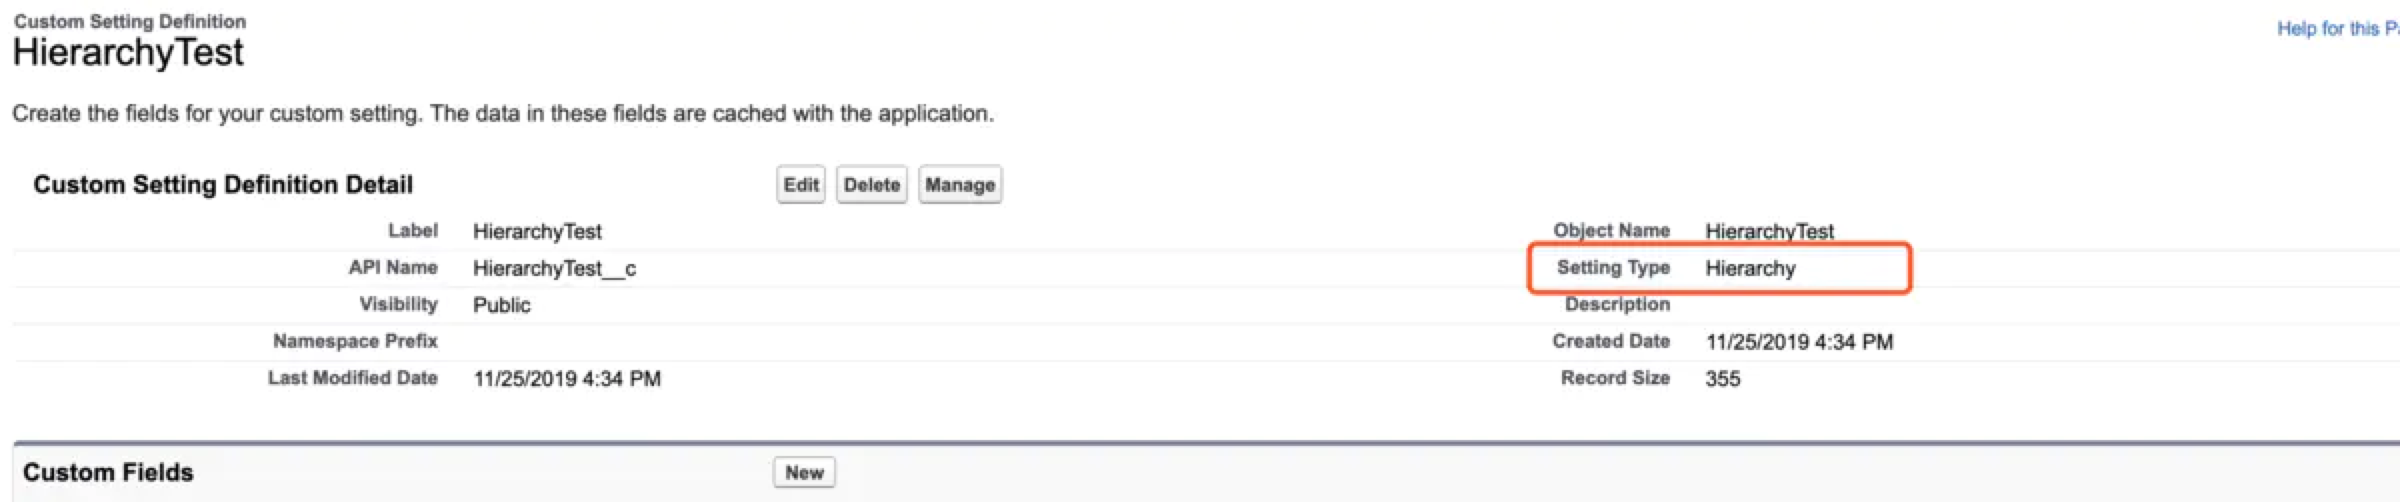 Custom Setting Definition
HierarchyTest
Help for this
Create the fields for your custom setting. The data in these fields are cached with the application.
Custom Setting Definition Detail Edit Delete Manage
Label HierarchyTest Object Name HierarchyTest
API Name HierarchyTest__c Setting Type Hierarchy
Visibility Public Description
Namespace Prefix Created Date 11/25/2019 4:34 PM
Last Modified Date 11/25/2019 4:34 PM Record Size 355
Custom Fields New